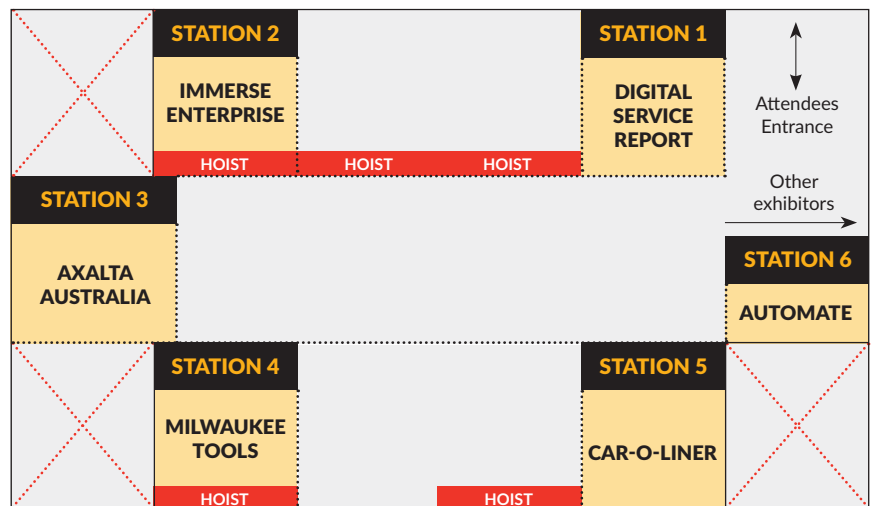 STATION 2
IMMERSE
ENTERPRISE
HOIST
HOIST
HOIST
STATION 1
DIGITAL
SERVICE
REPORT
Attendees
Entrance
Other
exhibitors
STATION 3
AXALTA
AUSTRALIA
STATION 6
AUTOMATE
STATION 4
MILWAUKEE
TOOLS
HOIST
HOIST
STATION 5
CAR-O-LINER